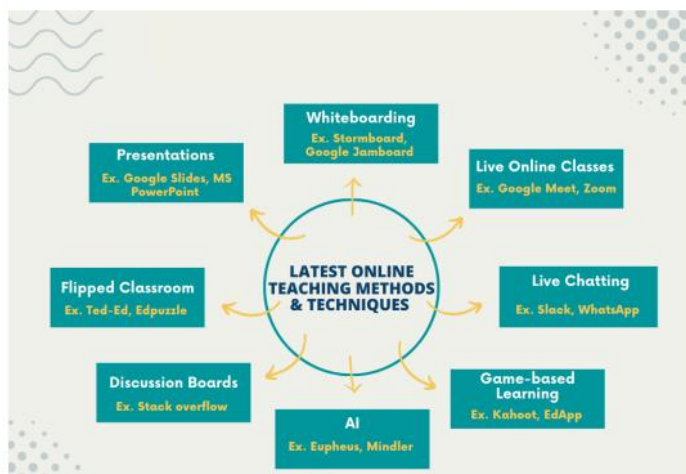 Whiteboarding
Ex. Stormboard,
Google Jamboard
Presentations
Ex. Google Slides, MS
PowerPoint
Live Online Classes
Ex. Google Meet, Zoom
LATEST ONLINE
TEACHING METHODS
& TECHNIQUES
Flipped Classroom
Ex. Ted-Ed, Edpuzzle
Live Chatting
Ex. Slack, WhatsApp
Discussion Boards
Ex. Stack overflow
Game-based
Learning
Ex. Kahoot, EdApp
AI
Ex. Eupheus, Mindler